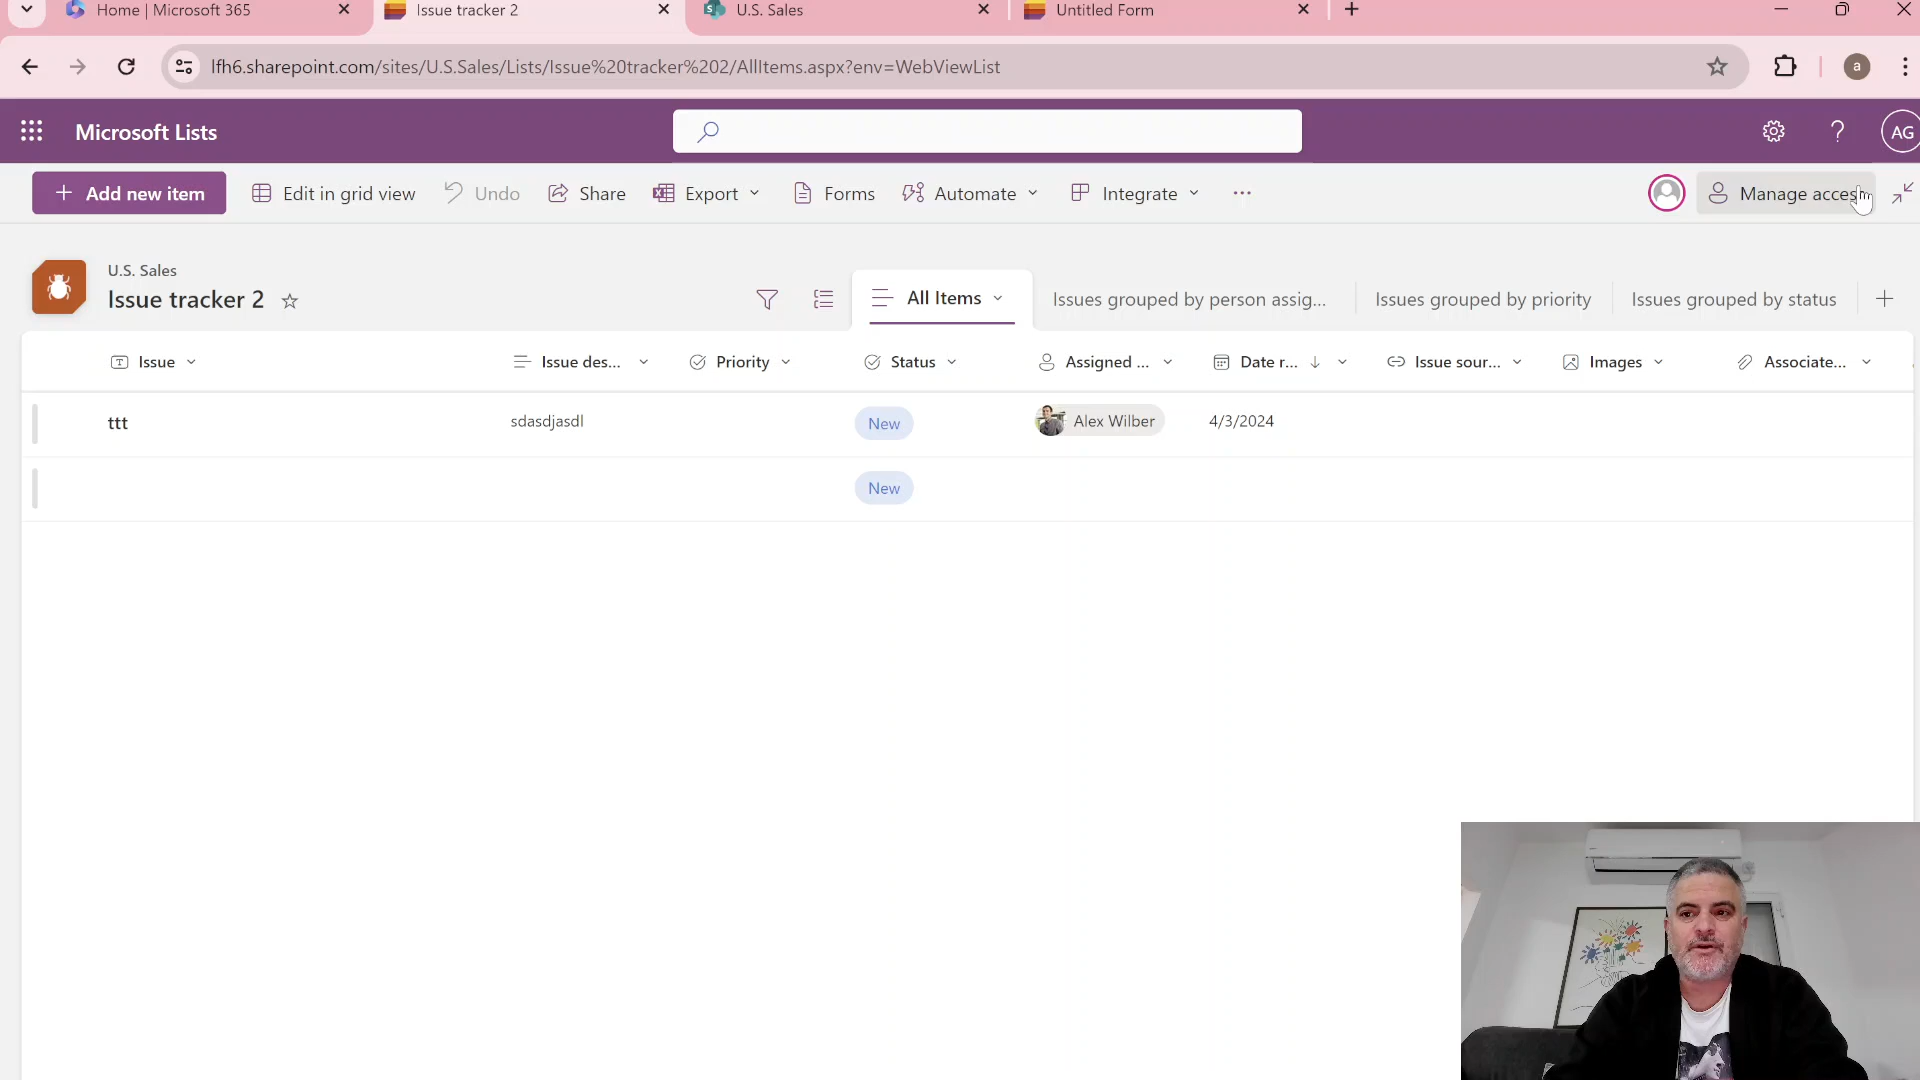 Home | Microsoft 365
Issue tracker 2
U.S. Sales
Untitled Form
lfh6.sharepoint.com/sites/U.S.Sales/Lists/Issue%20tracker%202/AllItems.aspx?env=WebViewList
a
Microsoft Lists
AG
Add new item
Edit in grid view
Undo
Share
Export
Forms
Automate
Integrate
Manage access
U.S. Sales
Issue tracker 2
All Items
Issues grouped by person assig...
Issues grouped by priority
Issues grouped by status
Issue
Issue des...
Priority
Status
Assigned ...
Date r...
Issue sour...
Images
Associate...
ttt
sdasdjasdl
New
Alex Wilber
4/3/2024
New